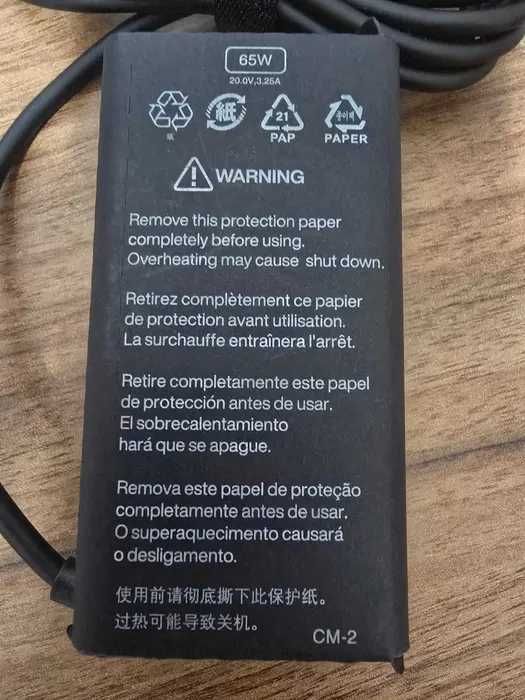 65W
20.0V,3.25A
紙
21
PAP
종이팩
PAPER
WARNING
Remove this protection paper
completely before using.
Overheating may cause shut down.
Retirez complètement ce papier
de protection avant utilisation.
La surchauffe entraînera l'arrêt.
Retire completamente este papel
de protección antes de usar.
El sobrecalentamiento
hará que se apague.
Remova este papel de proteção
completamente antes de usar.
O superaquecimento causará
o desligamento.
使用前请彻底撕下此保护纸。
过热可能导致关机。
CM-2